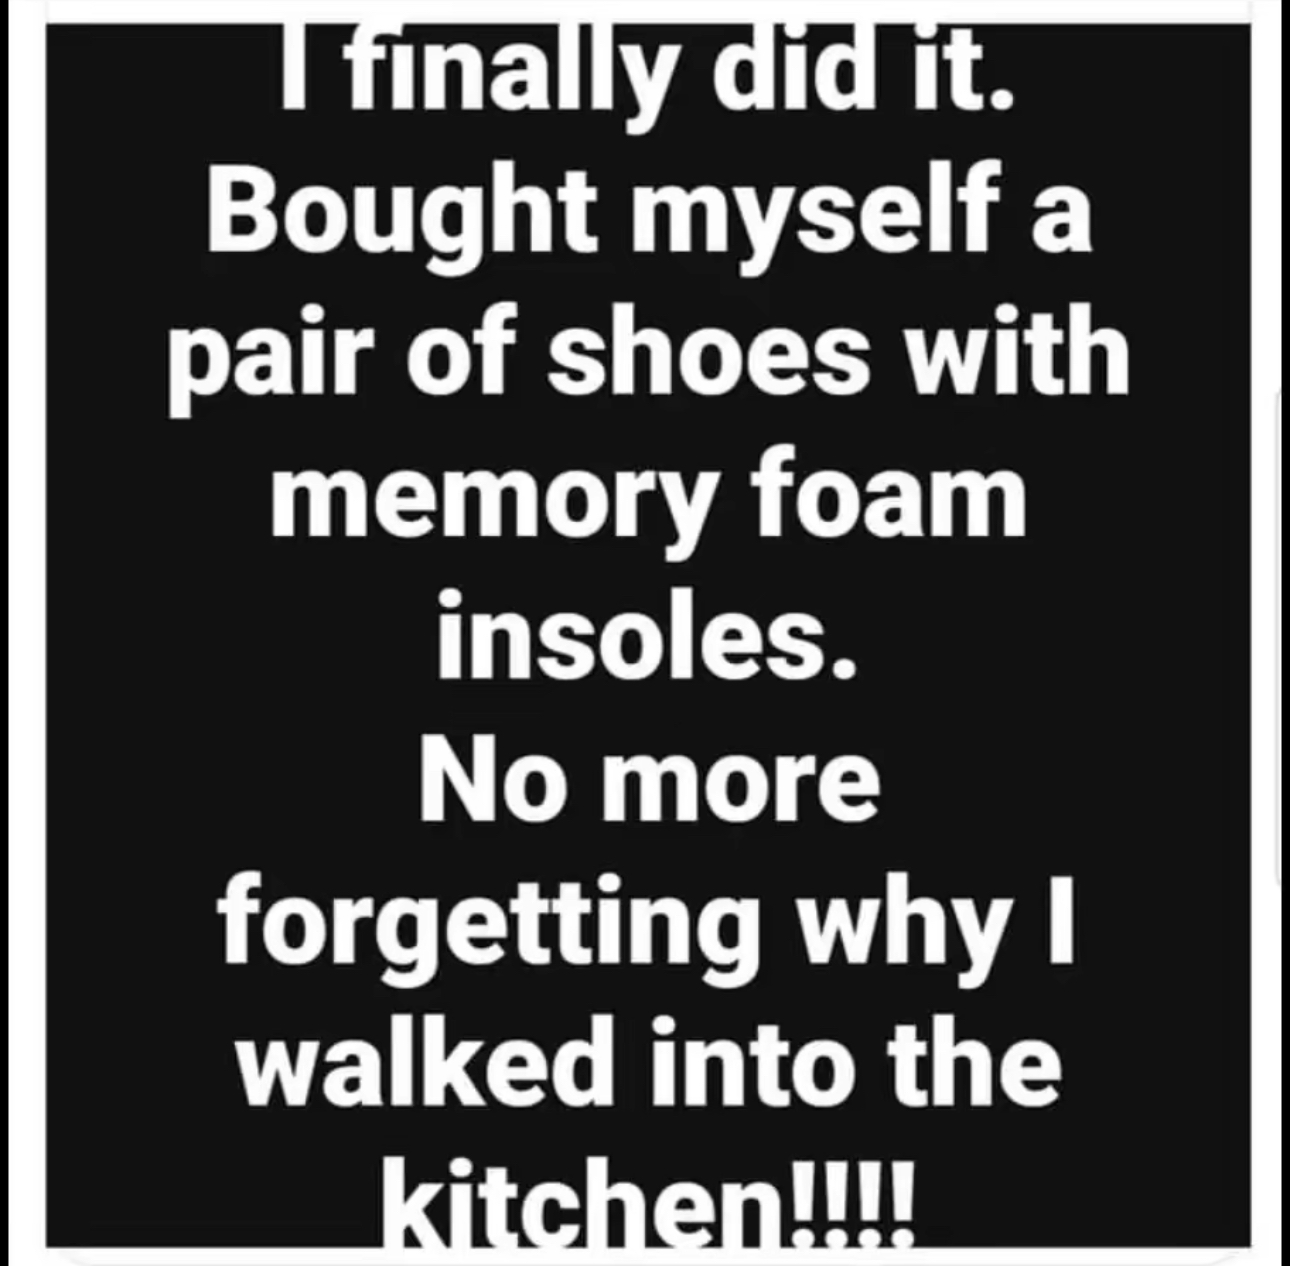 I finally did it.
Bought myself a
pair of shoes with
memory foam
insoles.
No more
forgetting why I
walked into the
kitchen!!!!